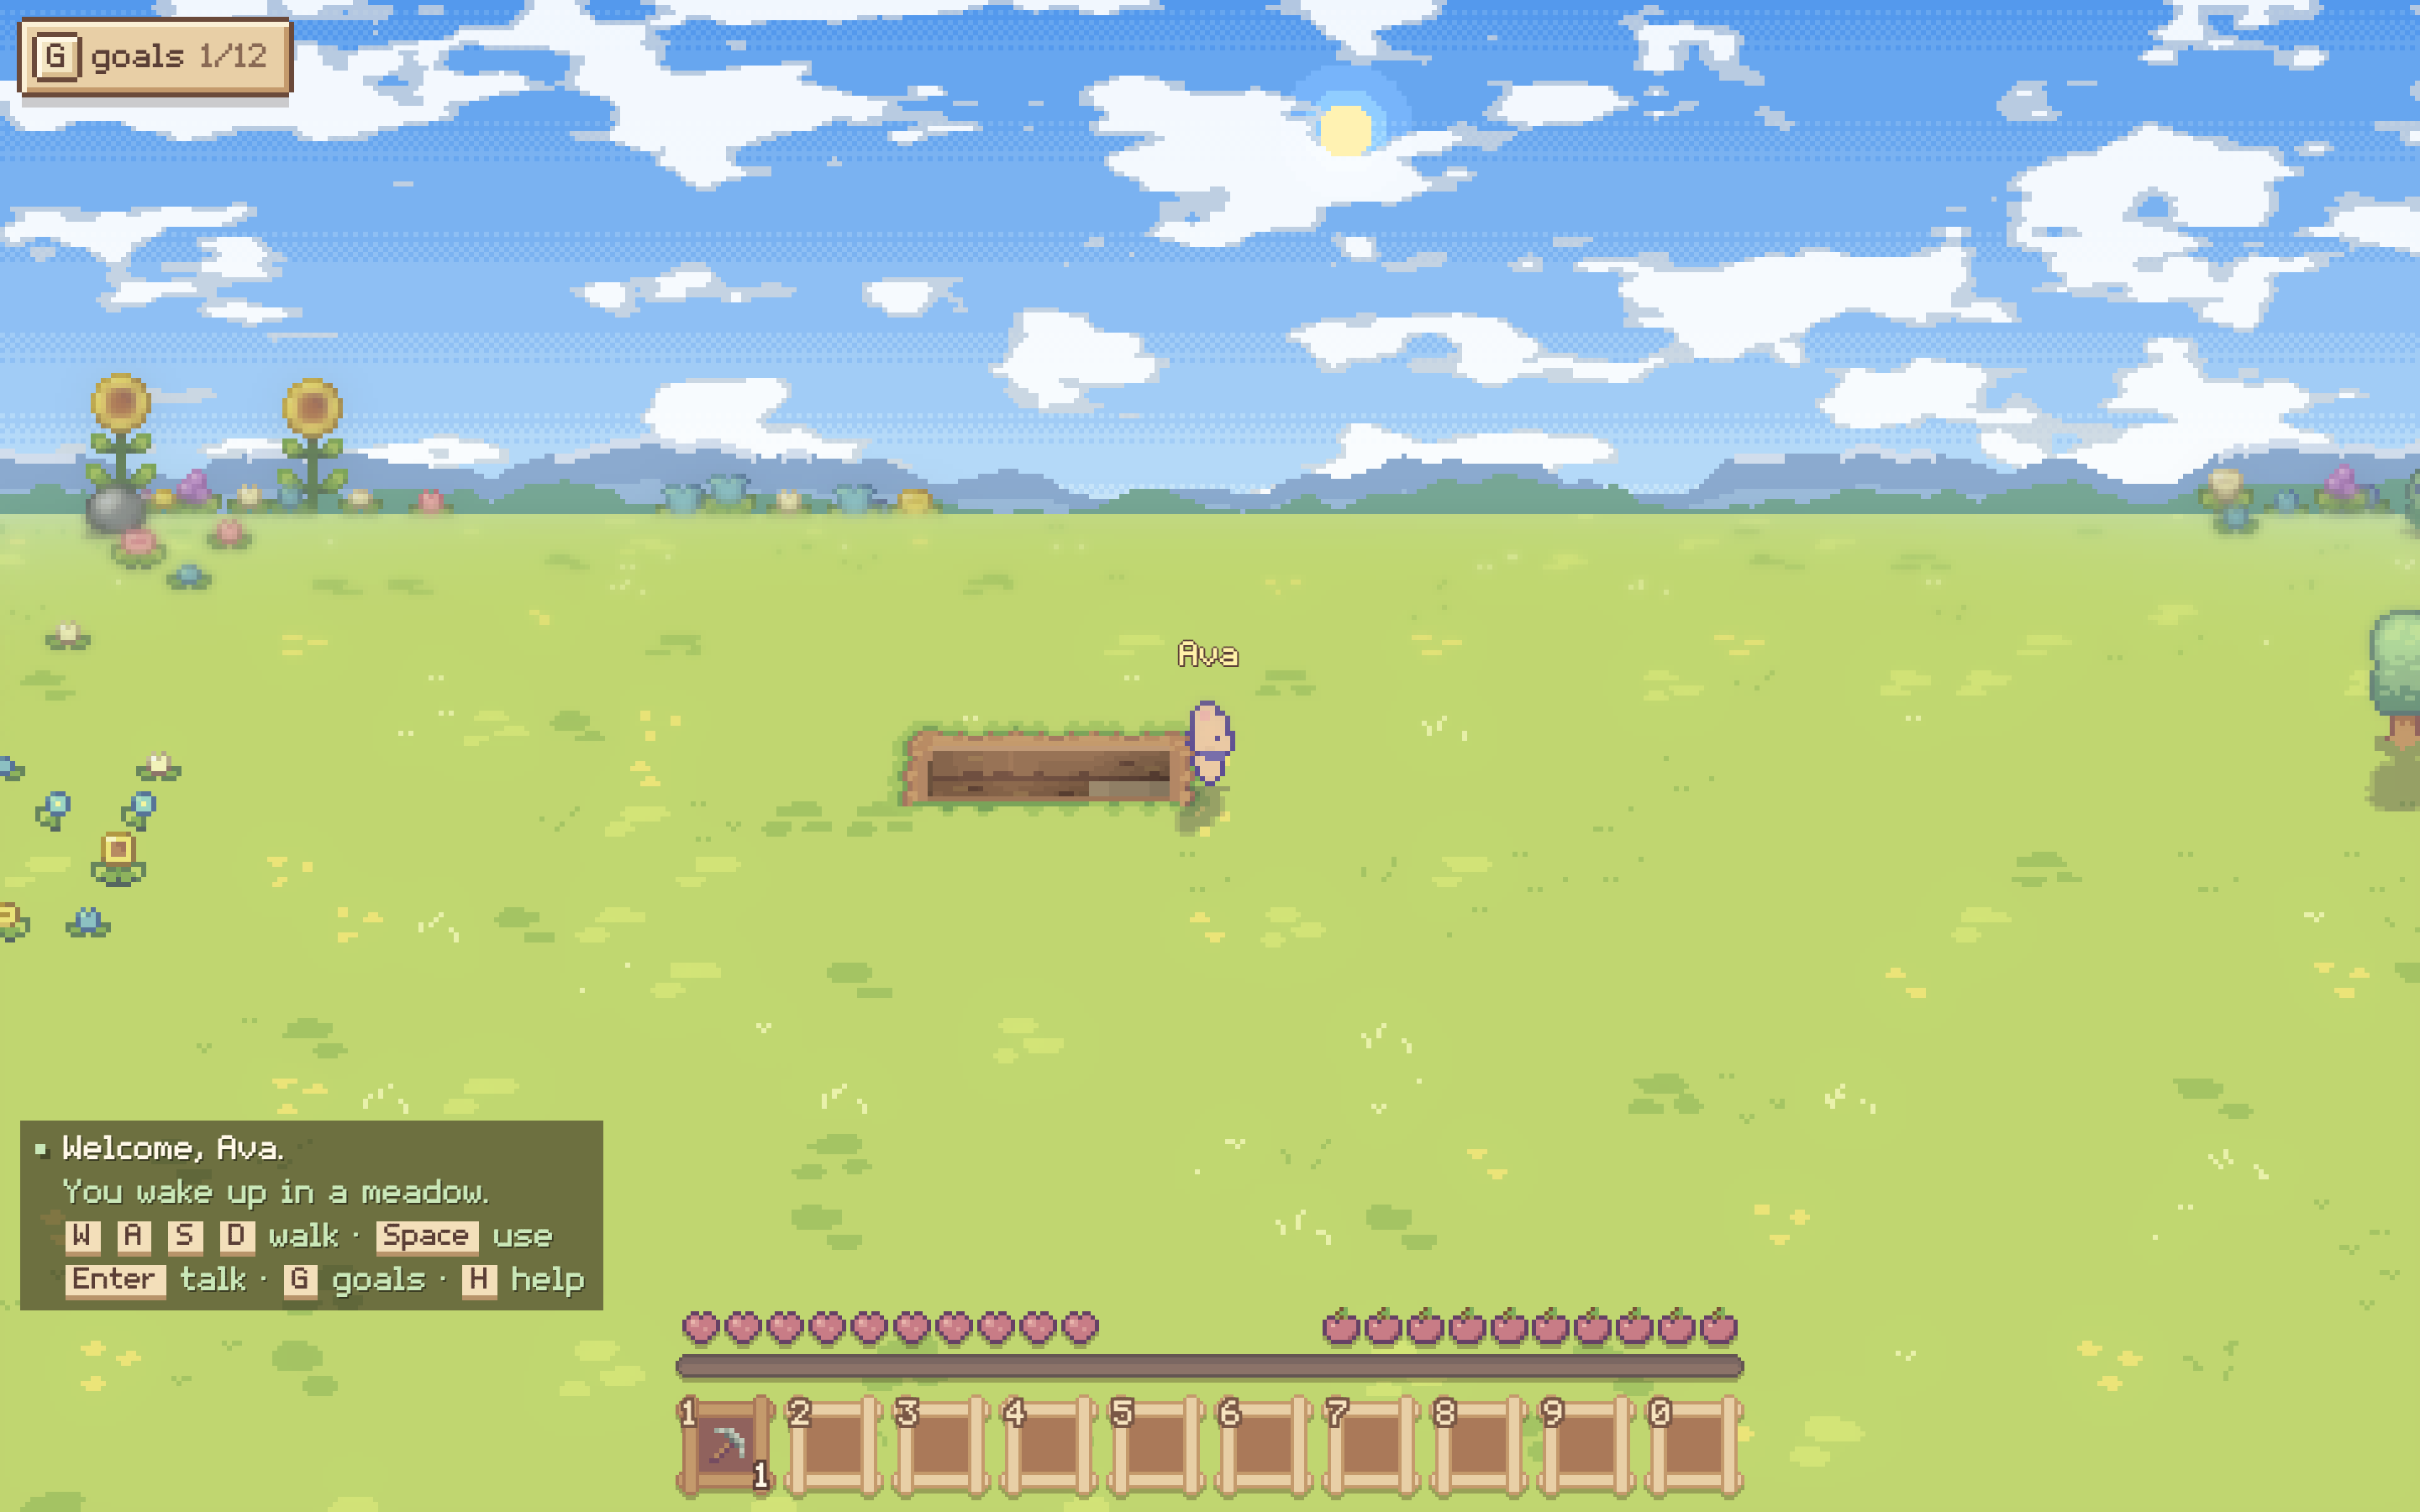 G goals 1/12
Ava
Welcome, Ava.
You wake up in a meadow.
W A S D walk · Space use
Enter talk · G goals · H help
1 2 3 4 5 6 7 8 9 0
1